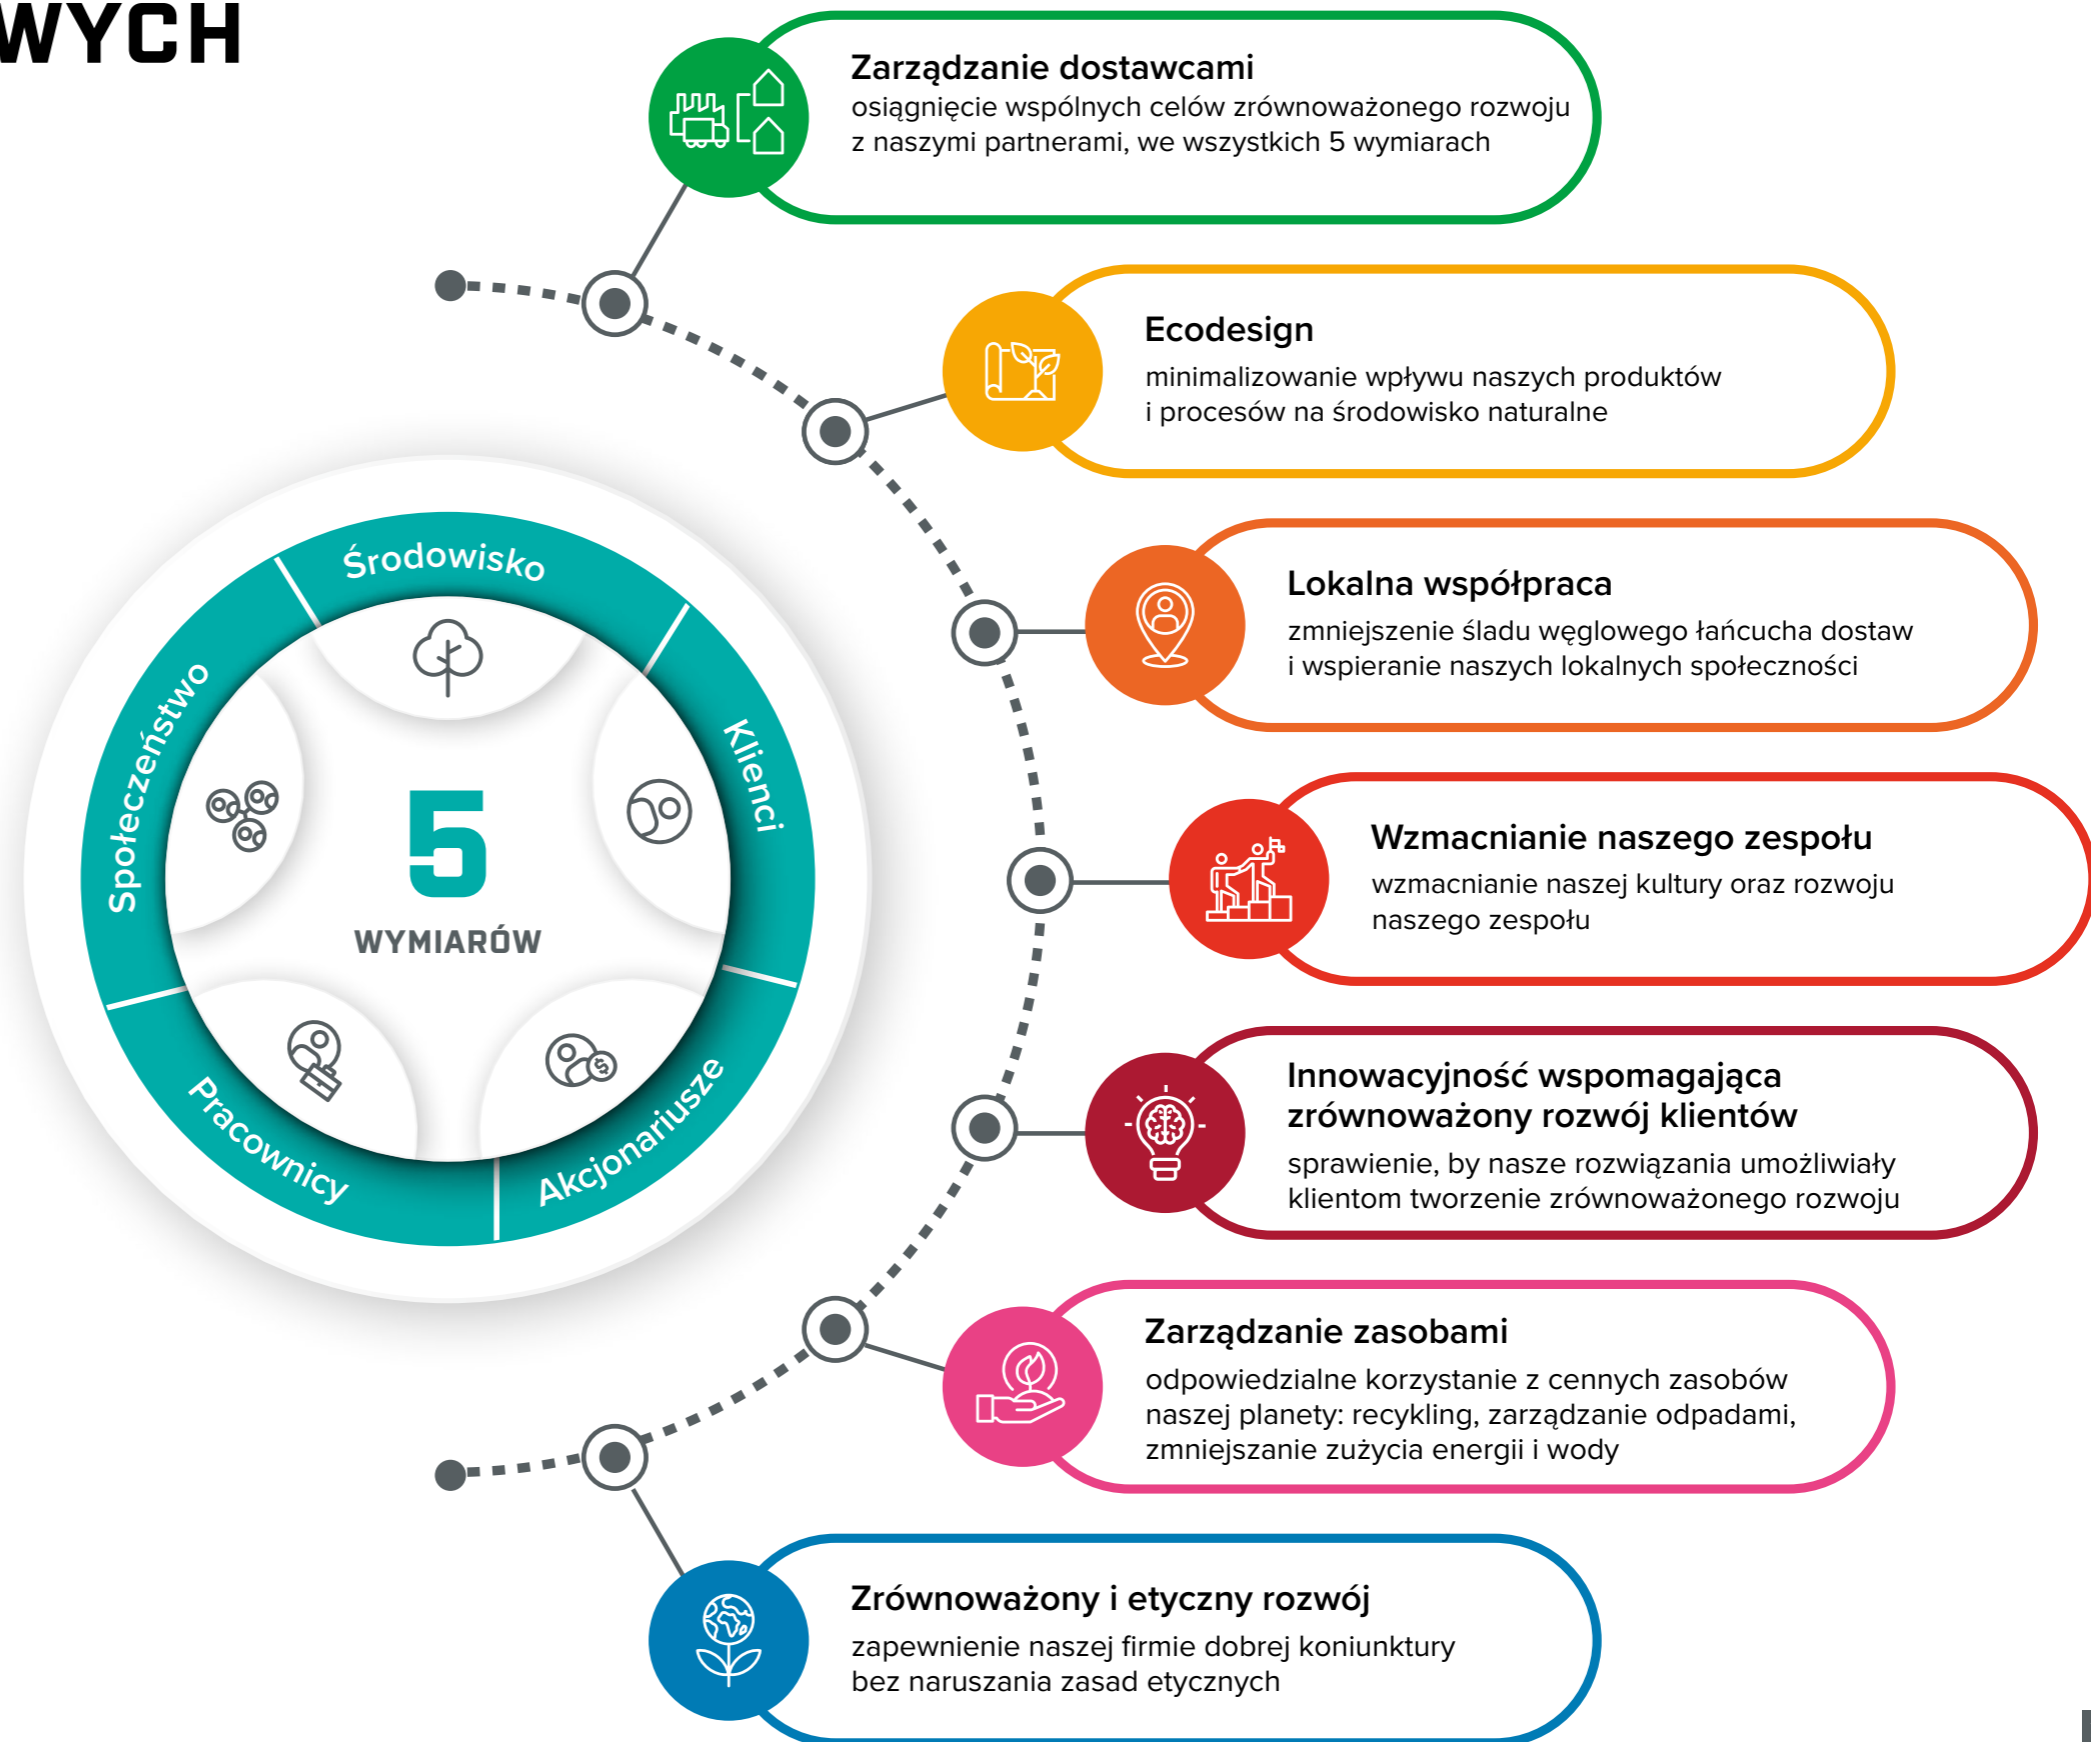 WYCH
Zarządzanie dostawcami
osiągnięcie wspólnych celów zrównoważonego rozwoju
z naszymi partnerami, we wszystkich 5 wymiarach
Ecodesign
minimalizowanie wpływu naszych produktów
i procesów na środowisko naturalne
Lokalna współpraca
zmniejszenie śladu węglowego łańcucha dostaw
i wspieranie naszych lokalnych społeczności
Wzmacnianie naszego zespołu
wzmacnianie naszej kultury oraz rozwoju
naszego zespołu
Innowacyjność wspomagająca
zrównoważony rozwój klientów
sprawienie, by nasze rozwiązania umożliwiały
klientom tworzenie zrównoważonego rozwoju
Zarządzanie zasobami
odpowiedzialne korzystanie z cennych zasobów
naszej planety: recykling, zarządzanie odpadami,
zmniejszanie zużycia energii i wody
Zrównoważony i etyczny rozwój
zapewnienie naszej firmie dobrej koniunktury
bez naruszania zasad etycznych
Środowisko
Klienci
Akcjonariusze
Pracownicy
Społeczeństwo
5
WYMIARÓW
$